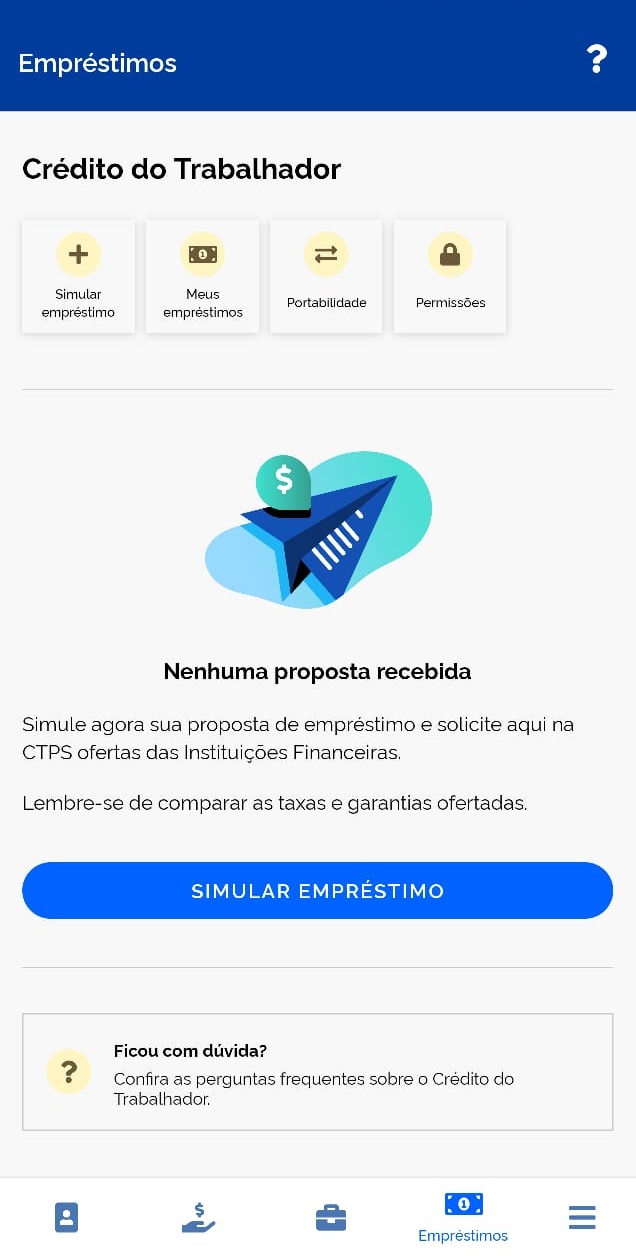 Empréstimos
?
Crédito do Trabalhador
Simular
empréstimo
Meus
empréstimos
Portabilidade
Permissões
$
Nenhuma proposta recebida
Simule agora sua proposta de empréstimo e solicite aqui na
CTPS ofertas das Instituições Financeiras.
Lembre-se de comparar as taxas e garantias ofertadas.
SIMULAR EMPRÉSTIMO
?
Ficou com dúvida?
Confira as perguntas frequentes sobre o Crédito do
Trabalhador.
Empréstimos